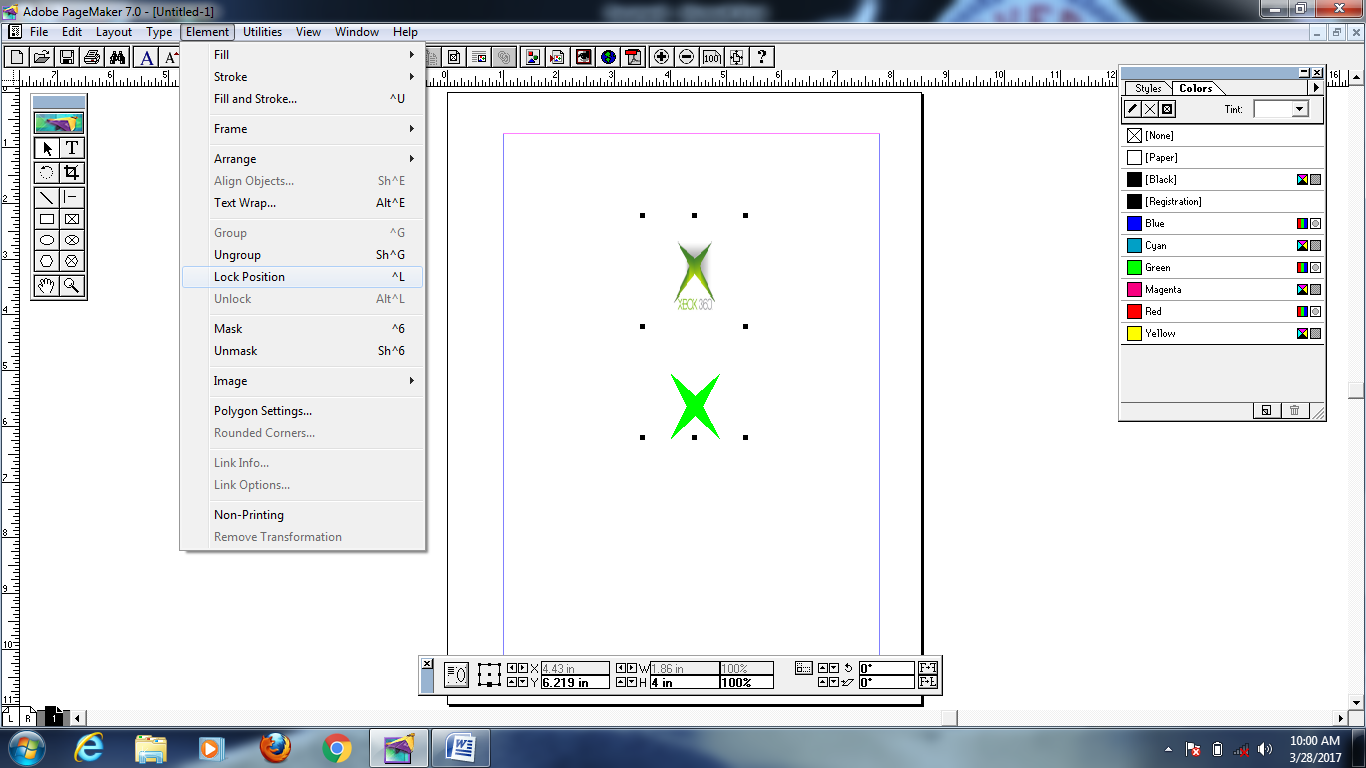 Adobe PageMaker 7.0 - [Untitled-1]
File Edit Layout Type Element Utilities View Window Help
Fill
Stroke
Fill and Stroke... ^U
Frame
Arrange
Align Objects... Sh^E
Text Wrap... Alt^E
Group ^G
Ungroup Sh^G
Lock Position ^L
Unlock Alt^L
Mask ^6
Unmask Sh^6
Image
Polygon Settings...
Rounded Corners...
Link Info...
Link Options...
Non-Printing
Remove Transformation
XBOX 360
Styles Colors
Tint:
[None]
[Paper]
[Black]
[Registration]
Blue
Cyan
Green
Magenta
Red
Yellow
X 4.43 in W 1.86 in 100% 0°
Y 6.219 in H 4 in 100% 0°
L R 1
10:00 AM
3/28/2017